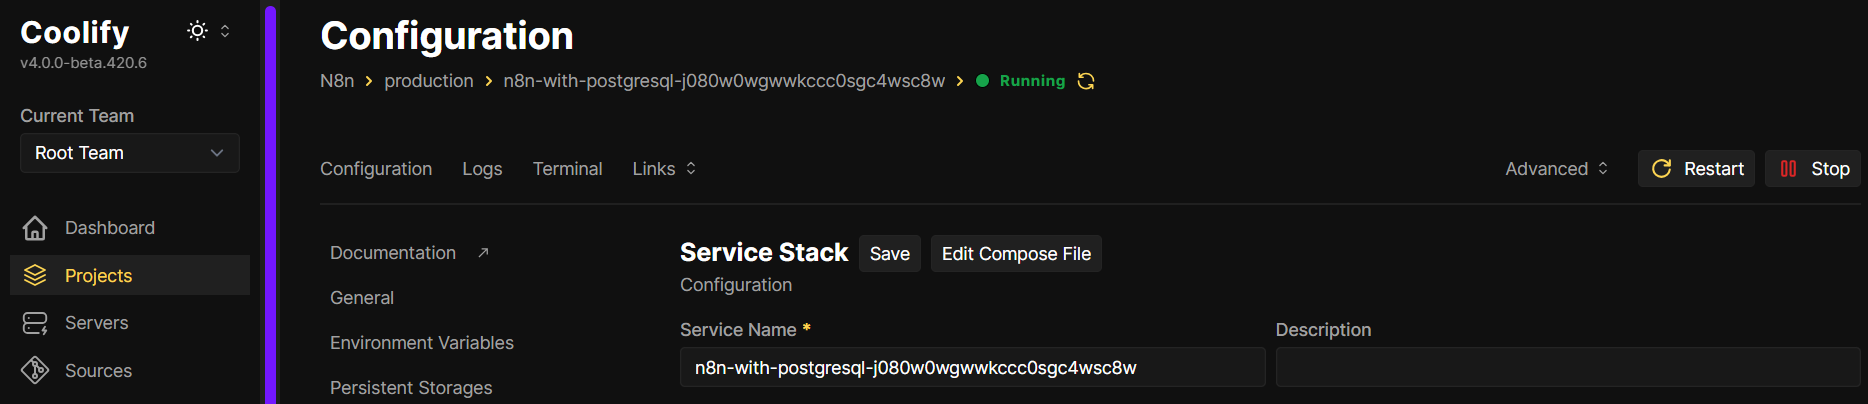 Coolify
v4.0.0-beta.420.6
Current Team
Root Team
Dashboard
Projects
Servers
Sources
Configuration
N8n production n8n-with-postgresql-j080w0wgwwkccc0sgc4wsc8w Running
Configuration Logs Terminal Links Advanced Restart Stop
Documentation
General
Environment Variables
Persistent Storages
Service Stack Save Edit Compose File
Configuration
Service Name * Description
n8n-with-postgresql-j080w0wgwwkccc0sgc4wsc8w